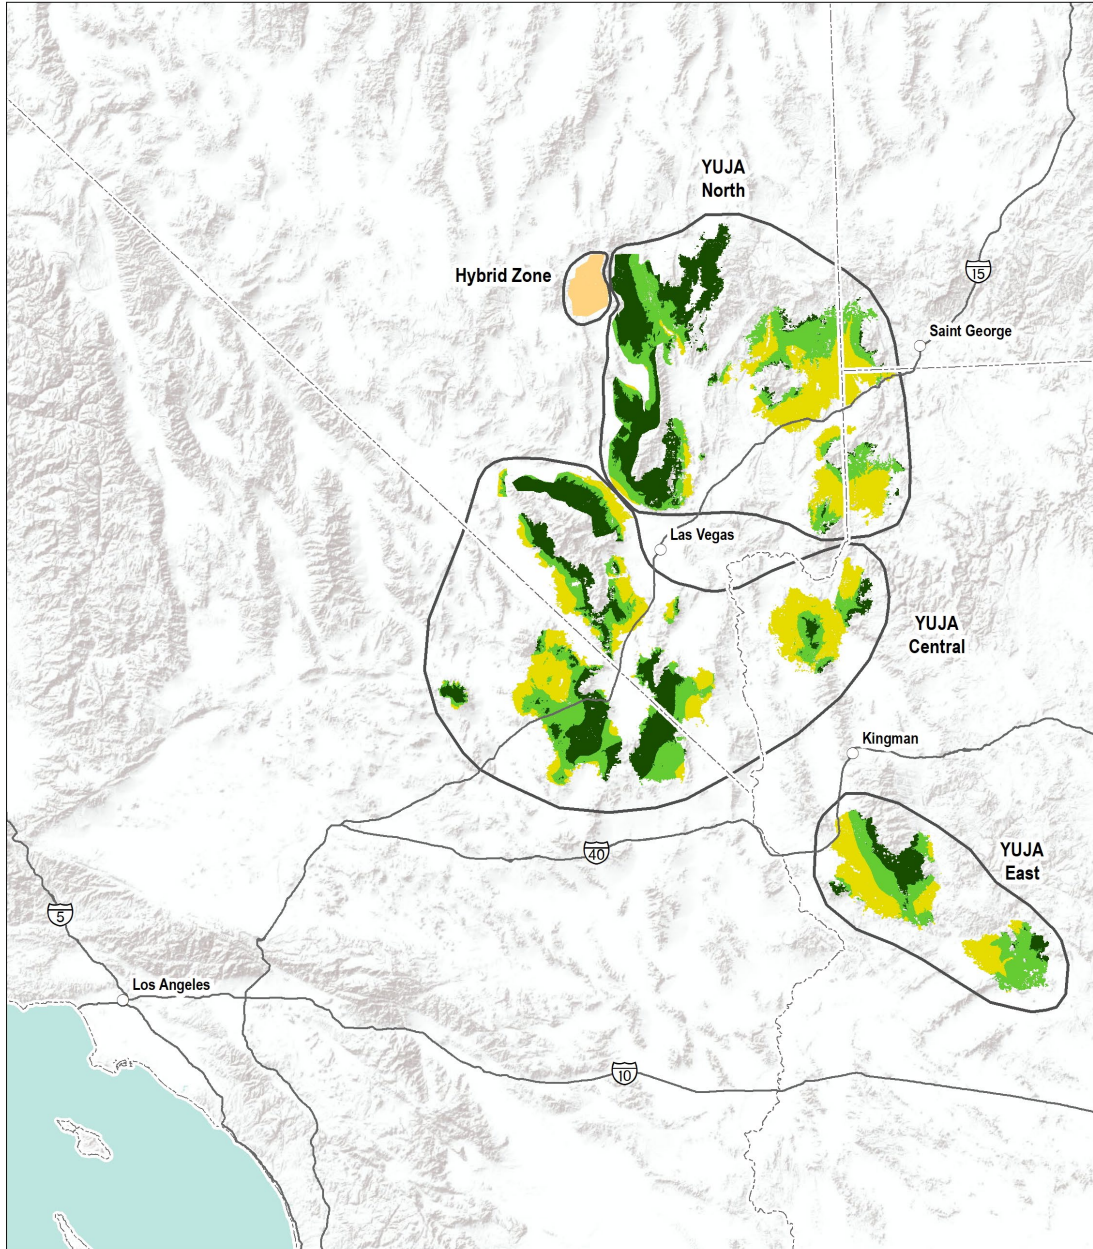 YUJA
North
Hybrid Zone
15
Saint George
Las Vegas
YUJA
Central
Kingman
40
YUJA
East
5
Los Angeles
10